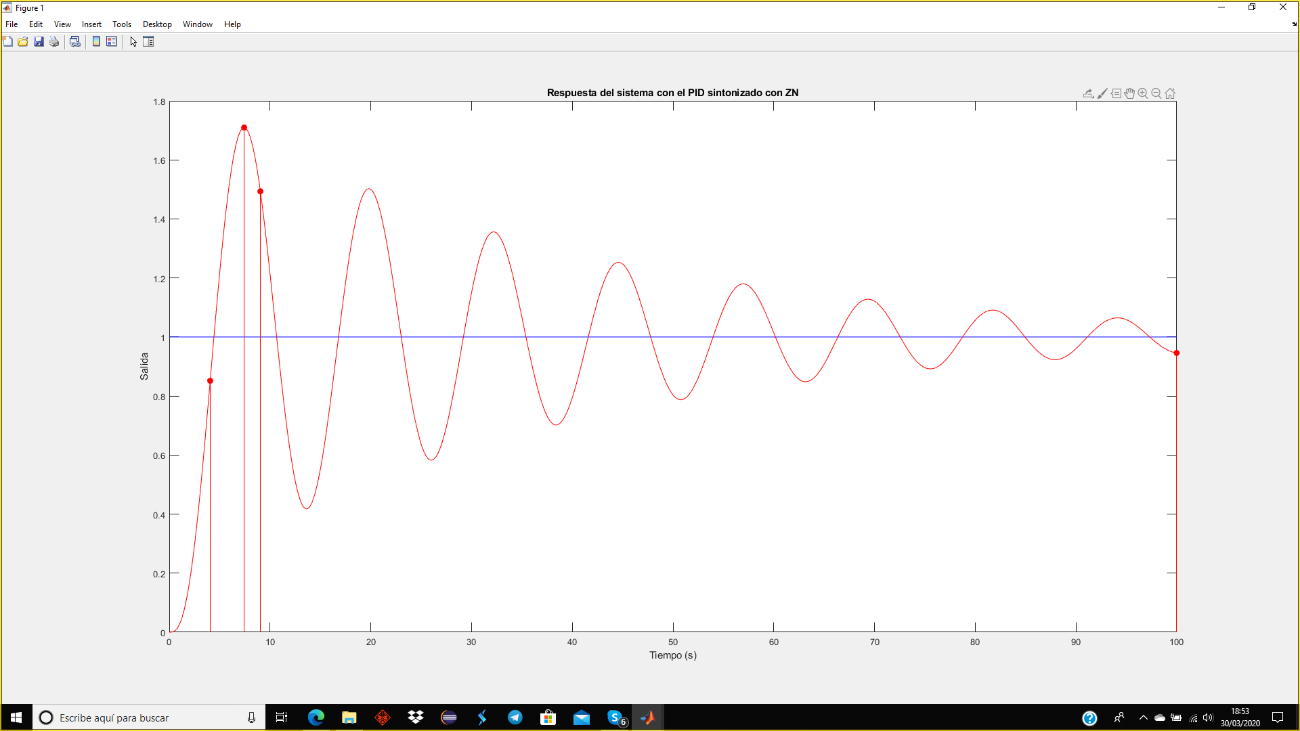 Figure 1
File Edit View Insert Tools Desktop Window Help
Respuesta del sistema con el PID sintonizado con ZN
1.8
1.6
1.4
1.2
1
0.8
0.6
0.4
0.2
0
Salida
0 10 20 30 40 50 60 70 80 90 100
Tiempo (s)
Escribe aquí para buscar
6
18:53
30/03/2020